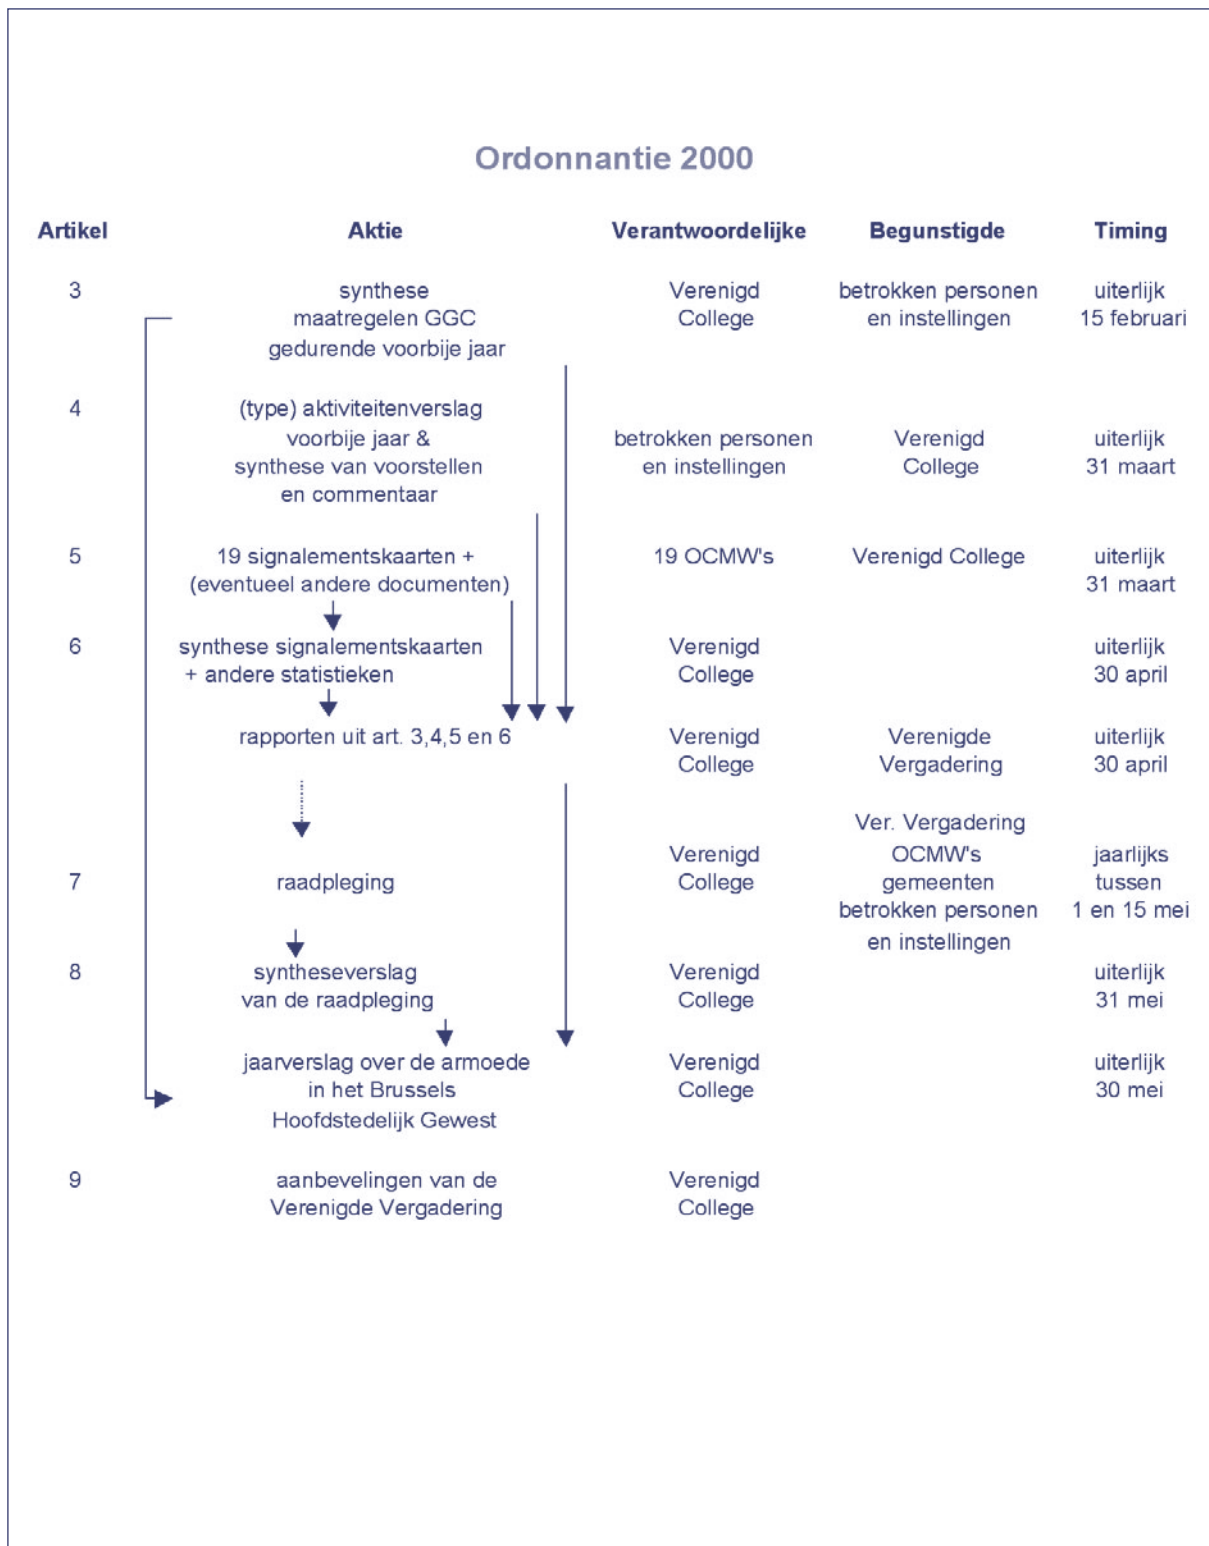 Ordonnantie 2000
Artikel Aktie Verantwoordelijke Begunstigde Timing
3 synthese Verenigd betrokken personen uiterlijk
maatregelen GGC College en instellingen 15 februari
gedurende voorbije jaar
4 (type) aktiviteitenverslag
voorbije jaar & betrokken personen Verenigd uiterlijk
synthese van voorstellen en instellingen College 31 maart
en commentaar
5 19 signalementskaarten + 19 OCMW's Verenigd College uiterlijk
(eventueel andere documenten) 31 maart
6 synthese signalementskaarten Verenigd uiterlijk
+ andere statistieken College 30 april
rapporten uit art. 3,4,5 en 6 Verenigd Verenigde uiterlijk
College Vergadering 30 april
Ver. Vergadering
Verenigd OCMW's jaarlijks
7 raadpleging College gemeenten tussen
betrokken personen 1 en 15 mei
en instellingen
8 syntheseverslag Verenigd uiterlijk
van de raadpleging College 31 mei
jaarverslag over de armoede Verenigd uiterlijk
in het Brussels College 30 mei
Hoofdstedelijk Gewest
9 aanbevelingen van de Verenigd
Verenigde Vergadering College